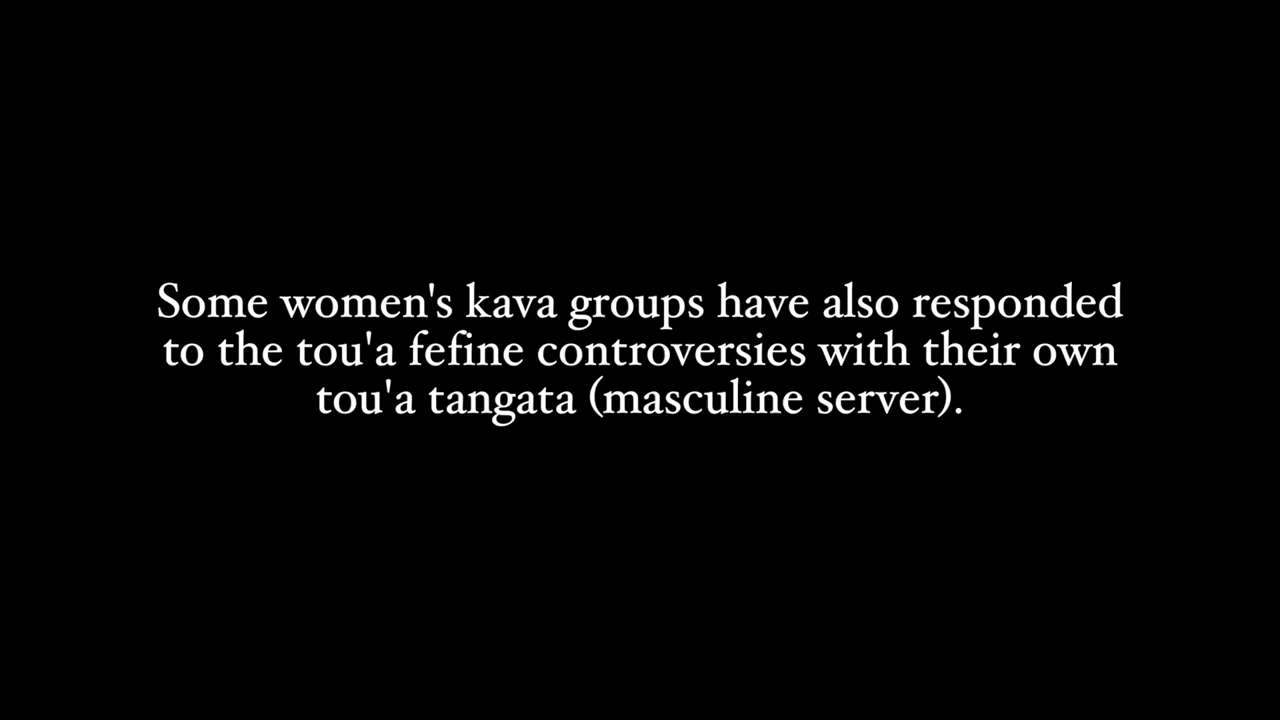 Some women's kava groups have also responded
to the tou'a fefine controversies with their own
tou'a tangata (masculine server).